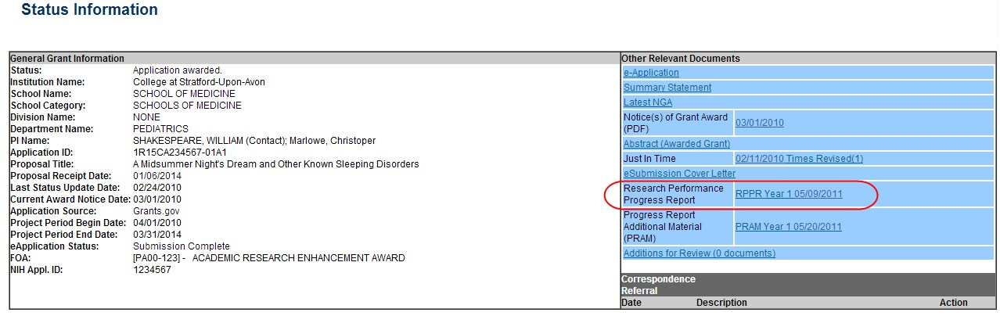 Status Information
General Grant Information
Status: Application awarded.
Institution Name: College at Stratford-Upon-Avon
School Name: SCHOOL OF MEDICINE
School Category: SCHOOLS OF MEDICINE
Division Name: NONE
Department Name: PEDIATRICS
PI Name: SHAKESPEARE, WILLIAM (Contact); Marlowe, Christoper
Application ID: 1R15CA234567-01A1
Proposal Title: A Midsummer Night's Dream and Other Known Sleeping Disorders
Proposal Receipt Date: 01/06/2014
Last Status Update Date: 02/24/2010
Current Award Notice Date: 03/01/2010
Application Source: Grants.gov
Project Period Begin Date: 04/01/2010
Project Period End Date: 03/31/2014
eApplication Status: Submission Complete
FOA: [PA00-123] - ACADEMIC RESEARCH ENHANCEMENT AWARD
NIH Appl. ID: 1234567
Other Relevant Documents
e-Application
Summary Statement
Latest NGA
Notice(s) of Grant Award
(PDF)
03/01/2010
Abstract (Awarded Grant)
Just In Time 02/11/2010 Times Revised(1)
eSubmission Cover Letter
Research Performance
Progress Report
RPPR Year 1 05/09/2011
Progress Report
Additional Material
(PRAM)
PRAM Year 1 05/20/2011
Additions for Review (0 documents)
Correspondence
Referral
Date Description Action